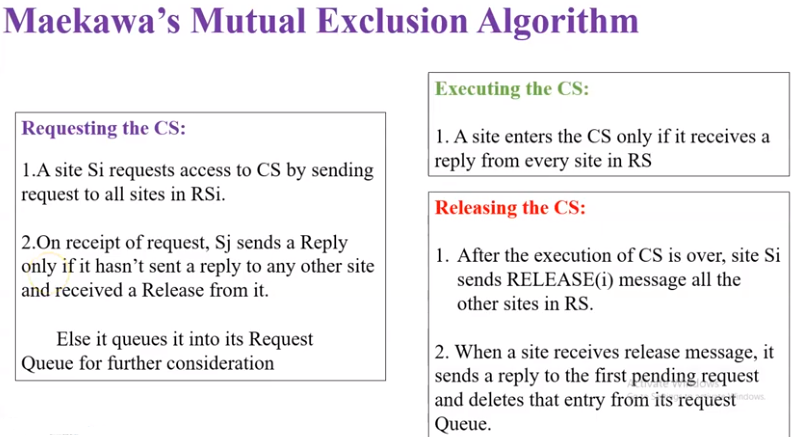 Maekawa's Mutual Exclusion Algorithm
Requesting the CS:
1.A site Si requests access to CS by sending
request to all sites in RSi.
2.On receipt of request, Sj sends a Reply
only if it hasn't sent a reply to any other site
and received a Release from it.
Else it queues it into its Request
Queue for further consideration
Executing the CS:
1. A site enters the CS only if it receives a
reply from every site in RS
Releasing the CS:
1. After the execution of CS is over, site Si
sends RELEASE(i) message all the
other sites in RS.
2. When a site receives release message, it
sends a reply to the first pending request
and deletes that entry from its request
Queue.
Activate Windows